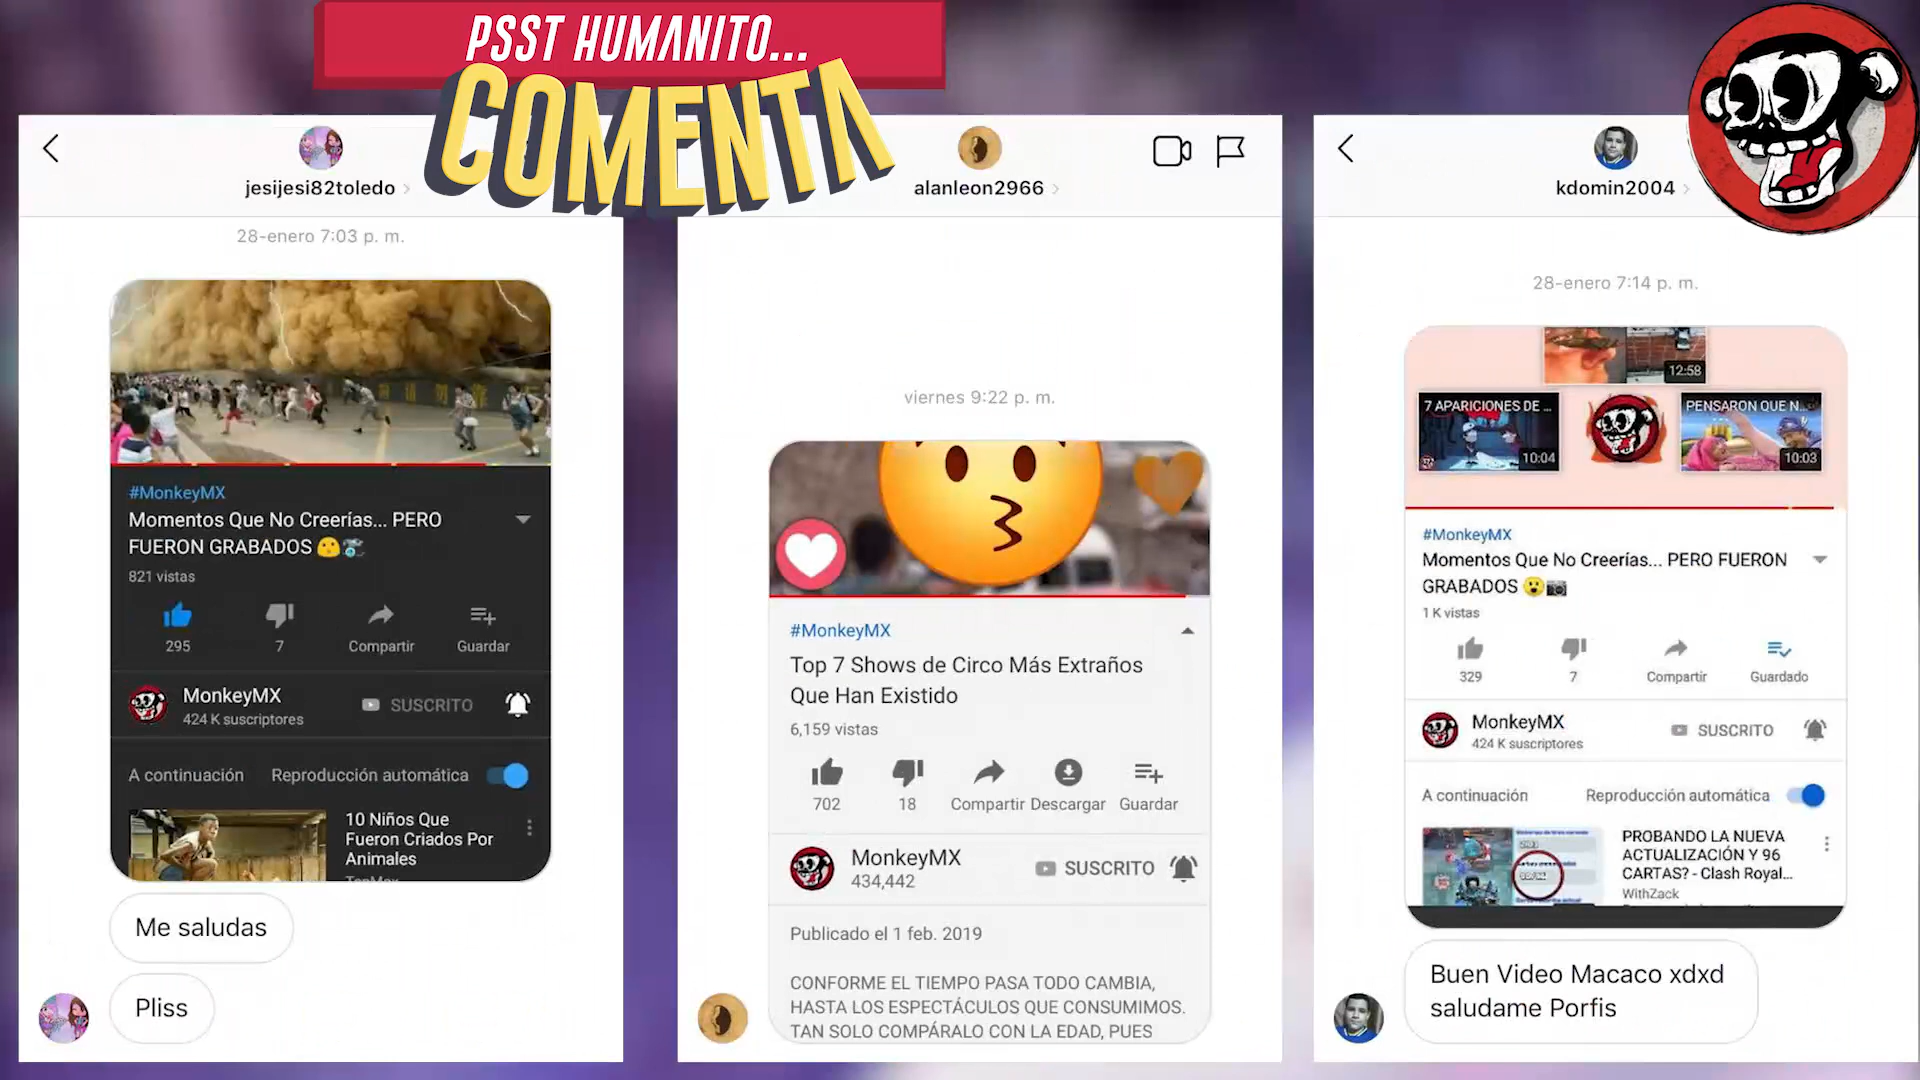 PSST HUMANITO...
COMENTA
jesijesi82toledo
28-enero 7:03 p. m.
#MonkeyMX
Momentos Que No Creerías... PERO
FUERON GRABADOS
821 vistas
295
7
Compartir
Guardar
MonkeyMX
424 K suscriptores
SUSCRITO
A continuación
Reproducción automática
10 Niños Que
Fueron Criados Por
Animales
Me saludas
Pliss
alanleon2966
viernes 9:22 p. m.
#MonkeyMX
Top 7 Shows de Circo Más Extraños
Que Han Existido
6,159 vistas
702
18
Compartir
Descargar
Guardar
MonkeyMX
434,442
SUSCRITO
Publicado el 1 feb. 2019
CONFORME EL TIEMPO PASA TODO CAMBIA,
HASTA LOS ESPECTÁCULOS QUE CONSUMIMOS.
TAN SOLO COMPÁRALO CON LA EDAD, PUES
kdomin2004
28-enero 7:14 p. m.
12:58
7 APARICIONES DE ...
10:04
PENSARON QUE N...
10:03
#MonkeyMX
Momentos Que No Creerías... PERO FUERON
GRABADOS
1 K vistas
329
7
Compartir
Guardado
MonkeyMX
424 K suscriptores
SUSCRITO
A continuación
Reproducción automática
PROBANDO LA NUEVA
ACTUALIZACIÓN Y 96
CARTAS? - Clash Royal...
WithZack
Buen Video Macaco xdxd
saludame Porfis